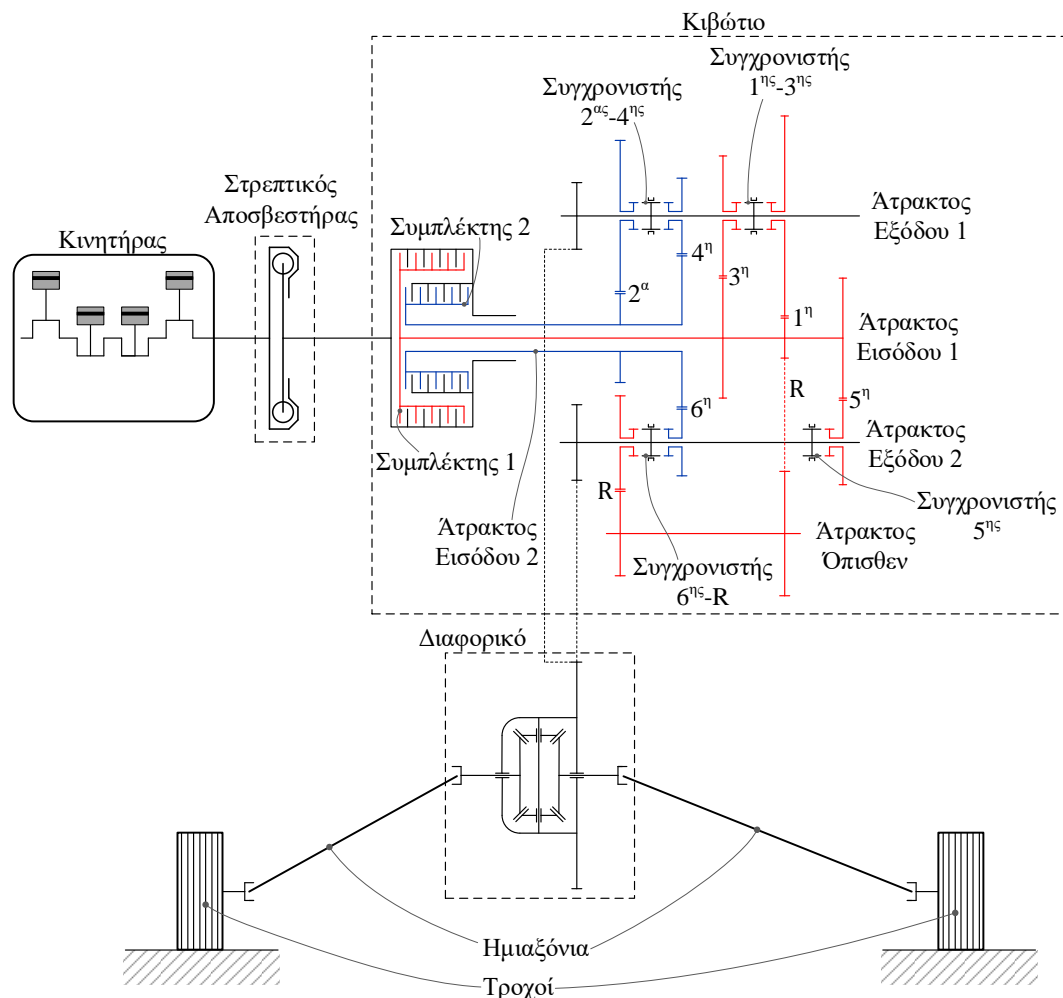 Κιβώτιο
Συγχρονιστής
1ης-3ης
Συγχρονιστής
2ας-4ης
Στρεπτικός
Αποσβεστήρας
Κινητήρας
Συμπλέκτης 2
Άτρακτος
Εξόδου 1
4η
3η
2α
1η
Άτρακτος
Εισόδου 1
R
5η
6η
Άτρακτος
Εξόδου 2
Συμπλέκτης 1
R
Συγχρονιστής
5ης
Άτρακτος
Εισόδου 2
Άτρακτος
Όπισθεν
Συγχρονιστής
6ης-R
Διαφορικό
Ημιαξόνια
Τροχοί